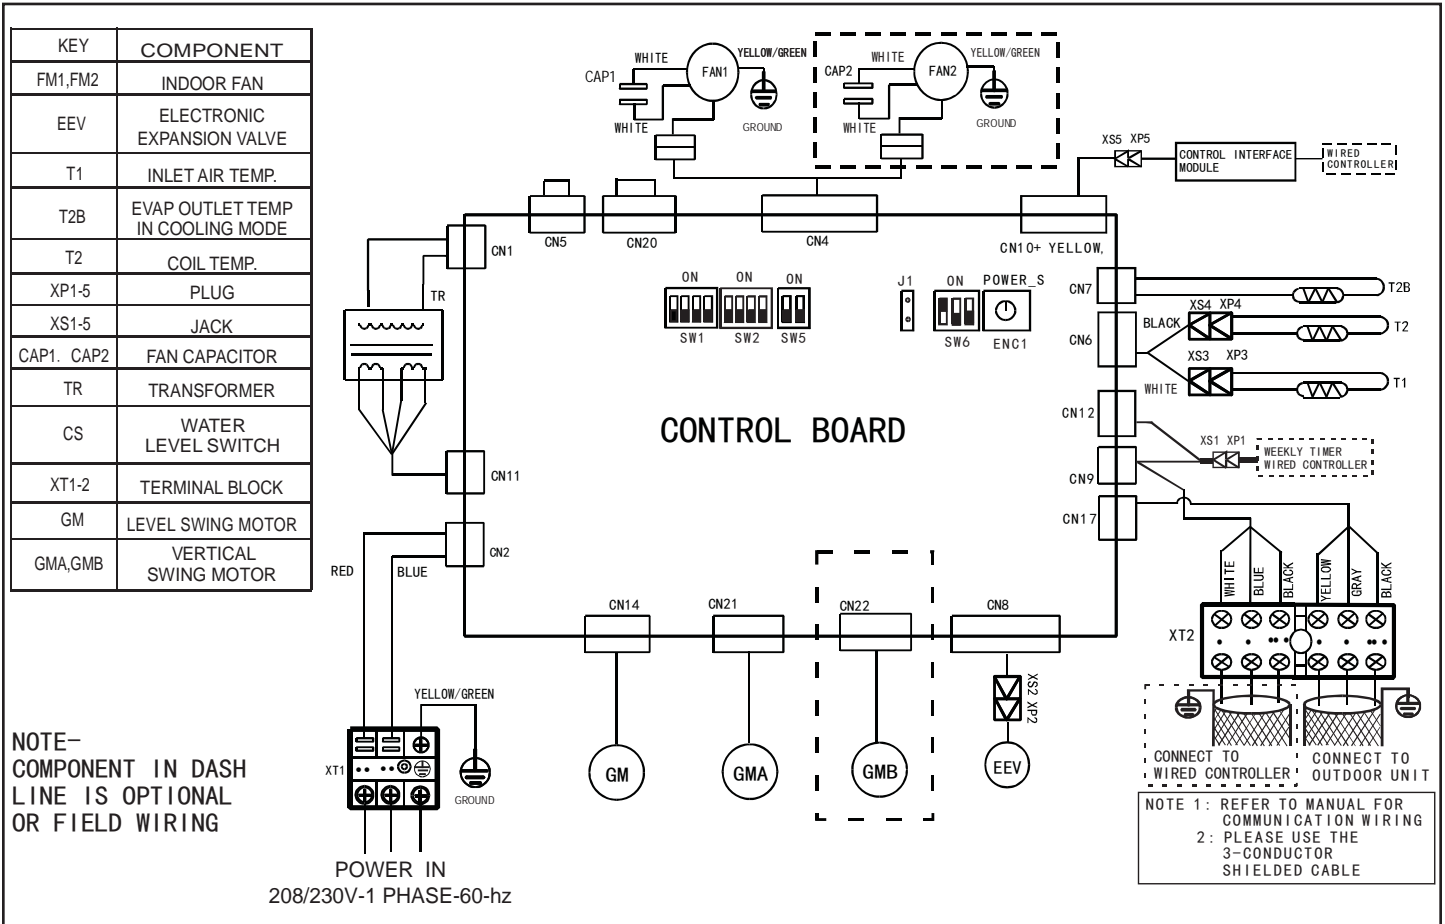 KEY COMPONENT
FM1,FM2 INDOOR FAN
EEV ELECTRONIC
EXPANSION VALVE
T1 INLET AIR TEMP.
T2B EVAP OUTLET TEMP
IN COOLING MODE
T2 COIL TEMP.
XP1-5 PLUG
XS1-5 JACK
CAP1. CAP2 FAN CAPACITOR
TR TRANSFORMER
CS WATER
LEVEL SWITCH
XT1-2 TERMINAL BLOCK
GM LEVEL SWING MOTOR
GMA,GMB VERTICAL
SWING MOTOR
NOTE-
COMPONENT IN DASH
LINE IS OPTIONAL
OR FIELD WIRING
WHITE
CAP1
FAN1
YELLOW/GREEN
WHITE
GROUND
WHITE
CAP2
FAN2
YELLOW/GREEN
WHITE
GROUND
XS5 XP5
CONTROL INTERFACE
MODULE
WIRED
CONTROLLER
CN1
CN5
CN20
CN4
CN10+ YELLOW,
TR
ON
SW1
ON
SW2
ON
SW5
J1
ON
SW6
POWER_S
ENC1
CN7
T2B
CN6
BLACK
XS4 XP4
T2
XS3 XP3
WHITE
T1
CONTROL BOARD
CN12
XS1 XP1
WEEKLY TIMER
WIRED CONTROLLER
CN9
CN17
CN11
CN2
RED
BLUE
CN14
CN21
CN22
CN8
WHITE
BLUE
BLACK
YELLOW
GRAY
BLACK
XT2
XS2 XP2
GM
GMA
GMB
EEV
YELLOW/GREEN
XT1
GROUND
POWER IN
208/230V-1 PHASE-60-hz
CONNECT TO
WIRED CONTROLLER
CONNECT TO
OUTDOOR UNIT
NOTE 1: REFER TO MANUAL FOR
COMMUNICATION WIRING
2: PLEASE USE THE
3-CONDUCTOR
SHIELDED CABLE